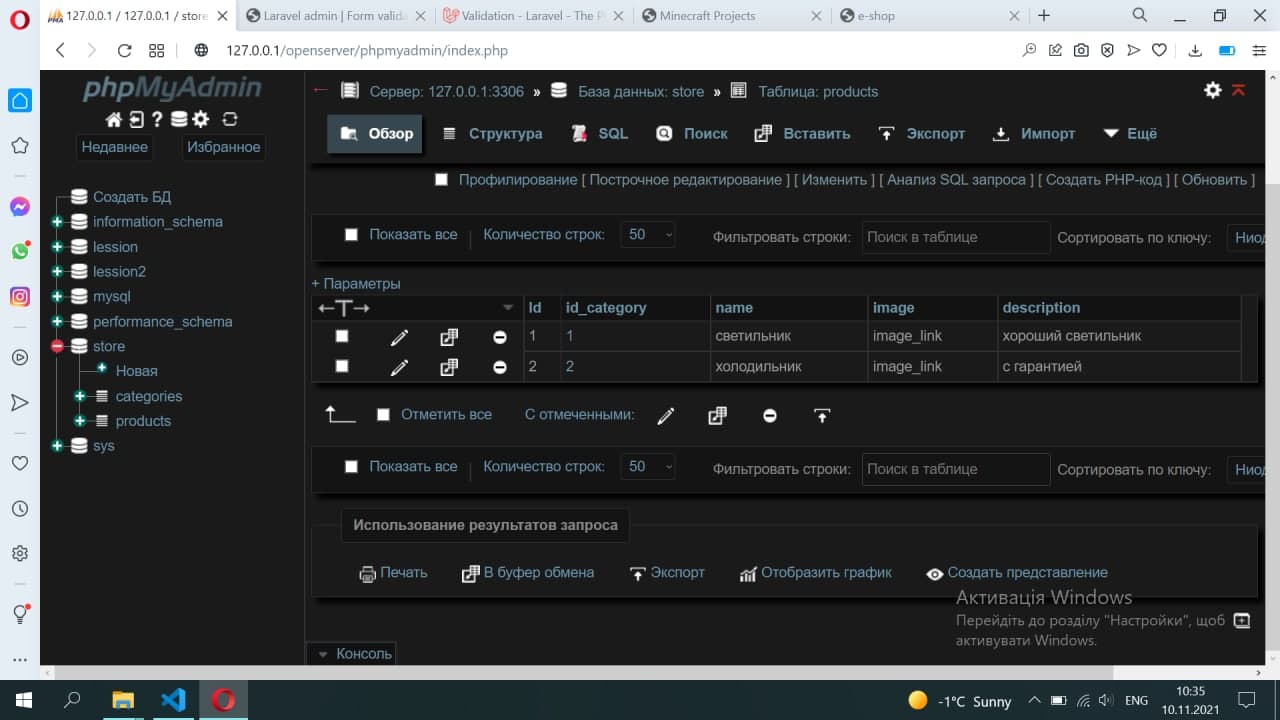 127.0.0.1 / 127.0.0.1 / store
Laravel admin | Form valida
Validation - Laravel - The P
Minecraft Projects
e-shop
127.0.0.1/openserver/phpmyadmin/index.php
phpMyAdmin
Недавнее Избранное
Создать БД
information_schema
lession
lession2
mysql
performance_schema
store
Новая
categories
products
sys
Сервер: 127.0.0.1:3306 » База данных: store » Таблица: products
Обзор Структура SQL Поиск Вставить Экспорт Импорт Ещё
Профилирование [ Построчное редактирование ] [ Изменить ] [ Анализ SQL запроса ] [ Создать PHP-код ] [ Обновить ]
Показать все Количество строк: 50 Фильтровать строки: Поиск в таблице Сортировать по ключу: Ниод
+ Параметры
Id id_category name image description
1 1 светильник image_link хороший светильник
2 2 холодильник image_link с гарантией
Отметить все С отмеченными:
Показать все Количество строк: 50 Фильтровать строки: Поиск в таблице Сортировать по ключу: Ниод
Использование результатов запроса
Печать В буфер обмена Экспорт Отобразить график Создать представление
Активація Windows
Перейдіть до розділу "Настройки", щоб
активувати Windows.
Консоль
-1°C Sunny ENG 10:35
10.11.2021